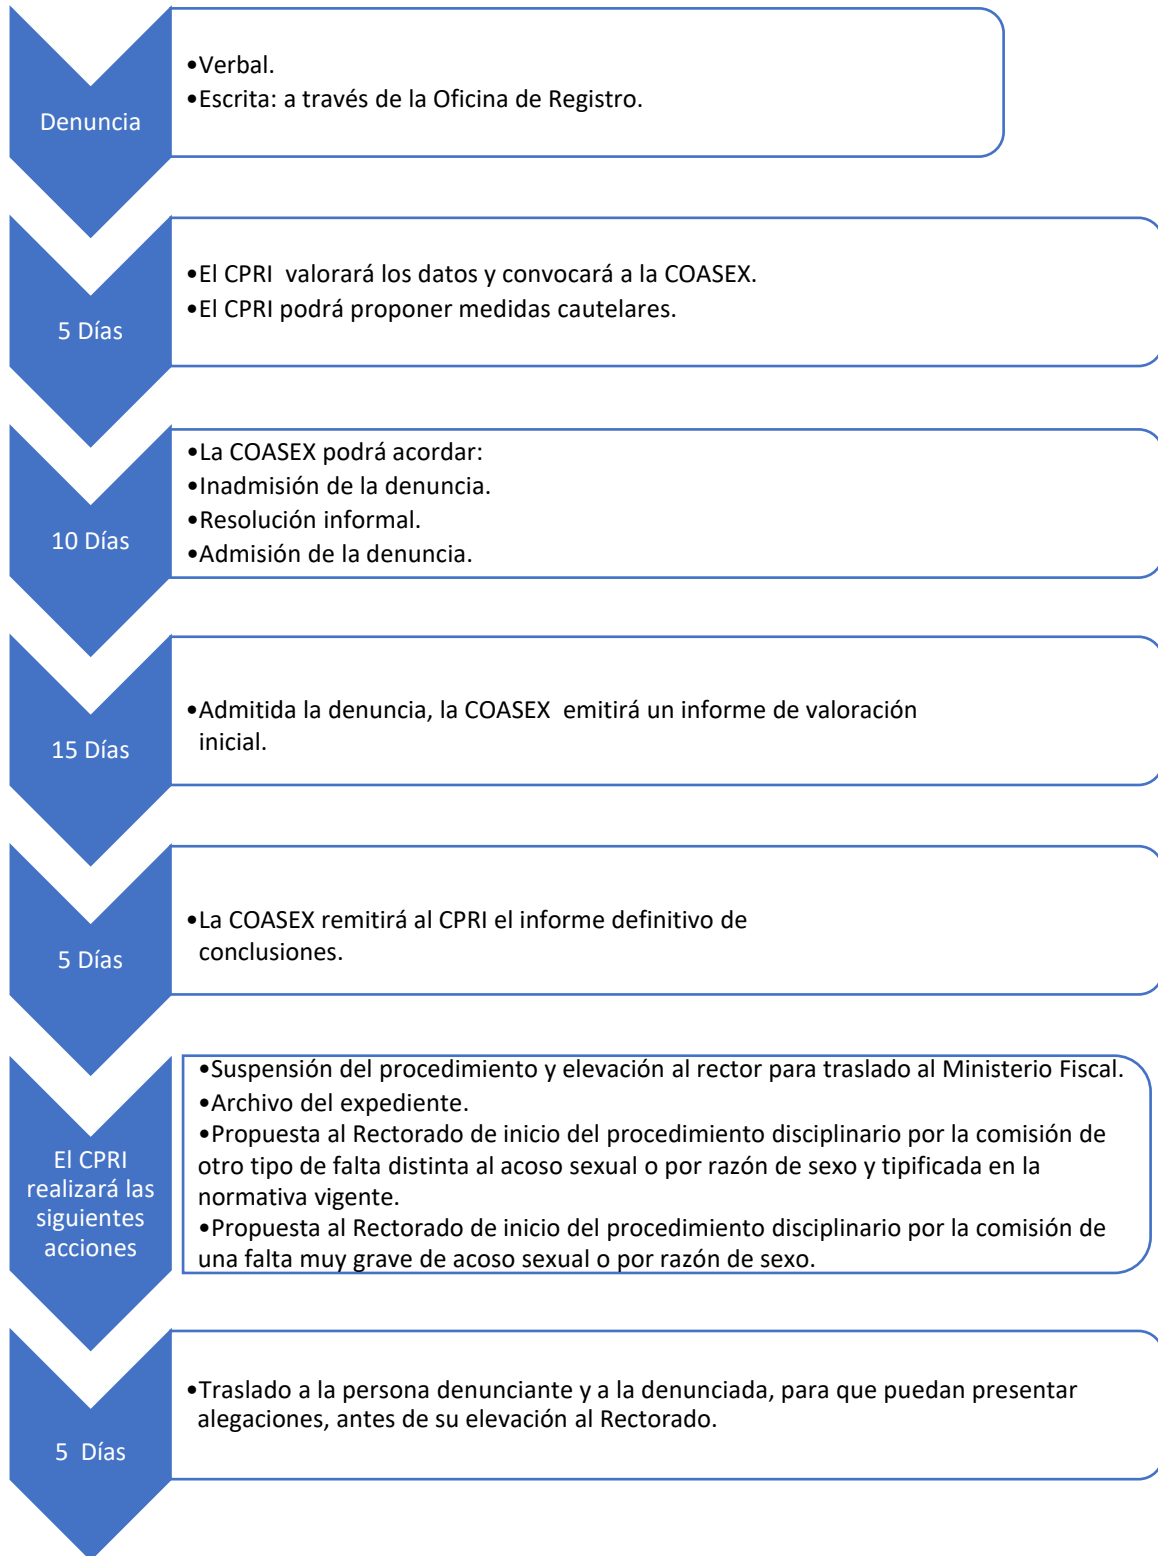 Denuncia
•Verbal.
•Escrita: a través de la Oficina de Registro.
5 Días
•El CPRI  valorará los datos y convocará a la COASEX.
•El CPRI podrá proponer medidas cautelares.
10 Días
•La COASEX podrá acordar:
•Inadmisión de la denuncia.
•Resolución informal.
•Admisión de la denuncia.
15 Días
•Admitida la denuncia, la COASEX  emitirá un informe de valoración
inicial.
5 Días
•La COASEX remitirá al CPRI el informe definitivo de
conclusiones.
El CPRI
realizará las
siguientes
acciones
•Suspensión del procedimiento y elevación al rector para traslado al Ministerio Fiscal.
•Archivo del expediente.
•Propuesta al Rectorado de inicio del procedimiento disciplinario por la comisión de
otro tipo de falta distinta al acoso sexual o por razón de sexo y tipificada en la
normativa vigente.
•Propuesta al Rectorado de inicio del procedimiento disciplinario por la comisión de
una falta muy grave de acoso sexual o por razón de sexo.
5  Días
•Traslado a la persona denunciante y a la denunciada, para que puedan presentar
alegaciones, antes de su elevación al Rectorado.